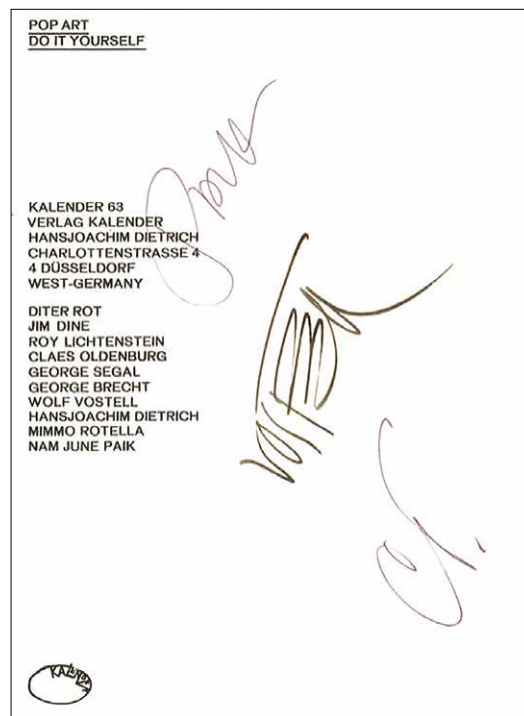 POP ART
DO IT YOURSELF
KALENDER 63
VERLAG KALENDER
HANSJOACHIM DIETRICH
CHARLOTTENSTRASSE 4
4 DÜSSELDORF
WEST-GERMANY
DITER ROT
JIM DINE
ROY LICHTENSTEIN
CLAES OLDENBURG
GEORGE SEGAL
GEORGE BRECHT
WOLF VOSTELL
HANSJOACHIM DIETRICH
MIMMO ROTELLA
NAM JUNE PAIK
KALENDER